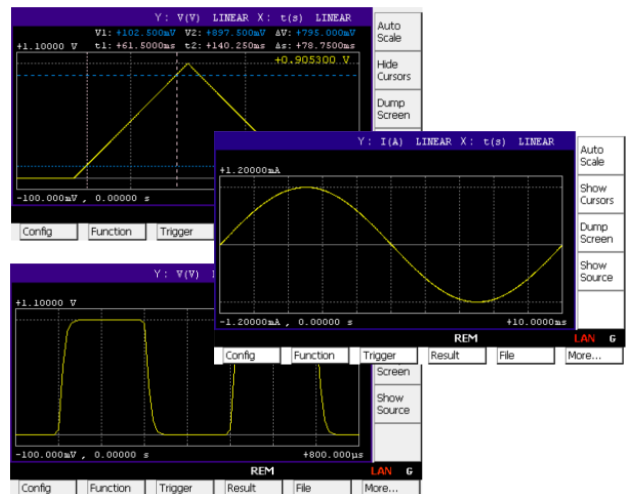 Y: V(V) LINEAR X: t(s) LINEAR
V1: +102.500mV V2: +897.500mV ΔV: +795.000mV
+1.10000 V t1: +61.5000ms t2: +140.250ms Δs: +78.7500ms
+0.905300 V
-100.000mV , 0.00000 s
Auto
Scale
Hide
Cursors
Dump
Screen
Config Function Trigger
Y: I(A) LINEAR X: t(s) LINEAR
+1.20000mA
-1.20000mA , 0.00000 s +10.0000ms
REM LAN G
Auto
Scale
Show
Cursors
Dump
Screen
Show
Source
Config Function Trigger Result File More...
Y: V(V)
+1.10000 V
-100.000mV , 0.00000 s +800.000µs
REM LAN G
Screen
Show
Source
Config Function Trigger Result File More...